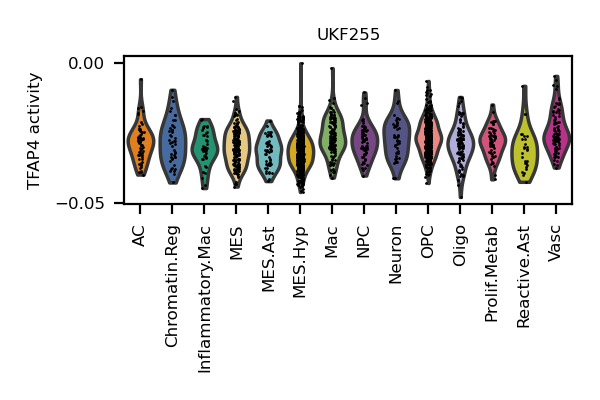 UKF255
TFAP4 activity
0.00
−0.05
AC
Chromatin.Reg
Inflammatory.Mac
MES
MES.Ast
MES.Hyp
Mac
NPC
Neuron
OPC
Oligo
Prolif.Metab
Reactive.Ast
Vasc